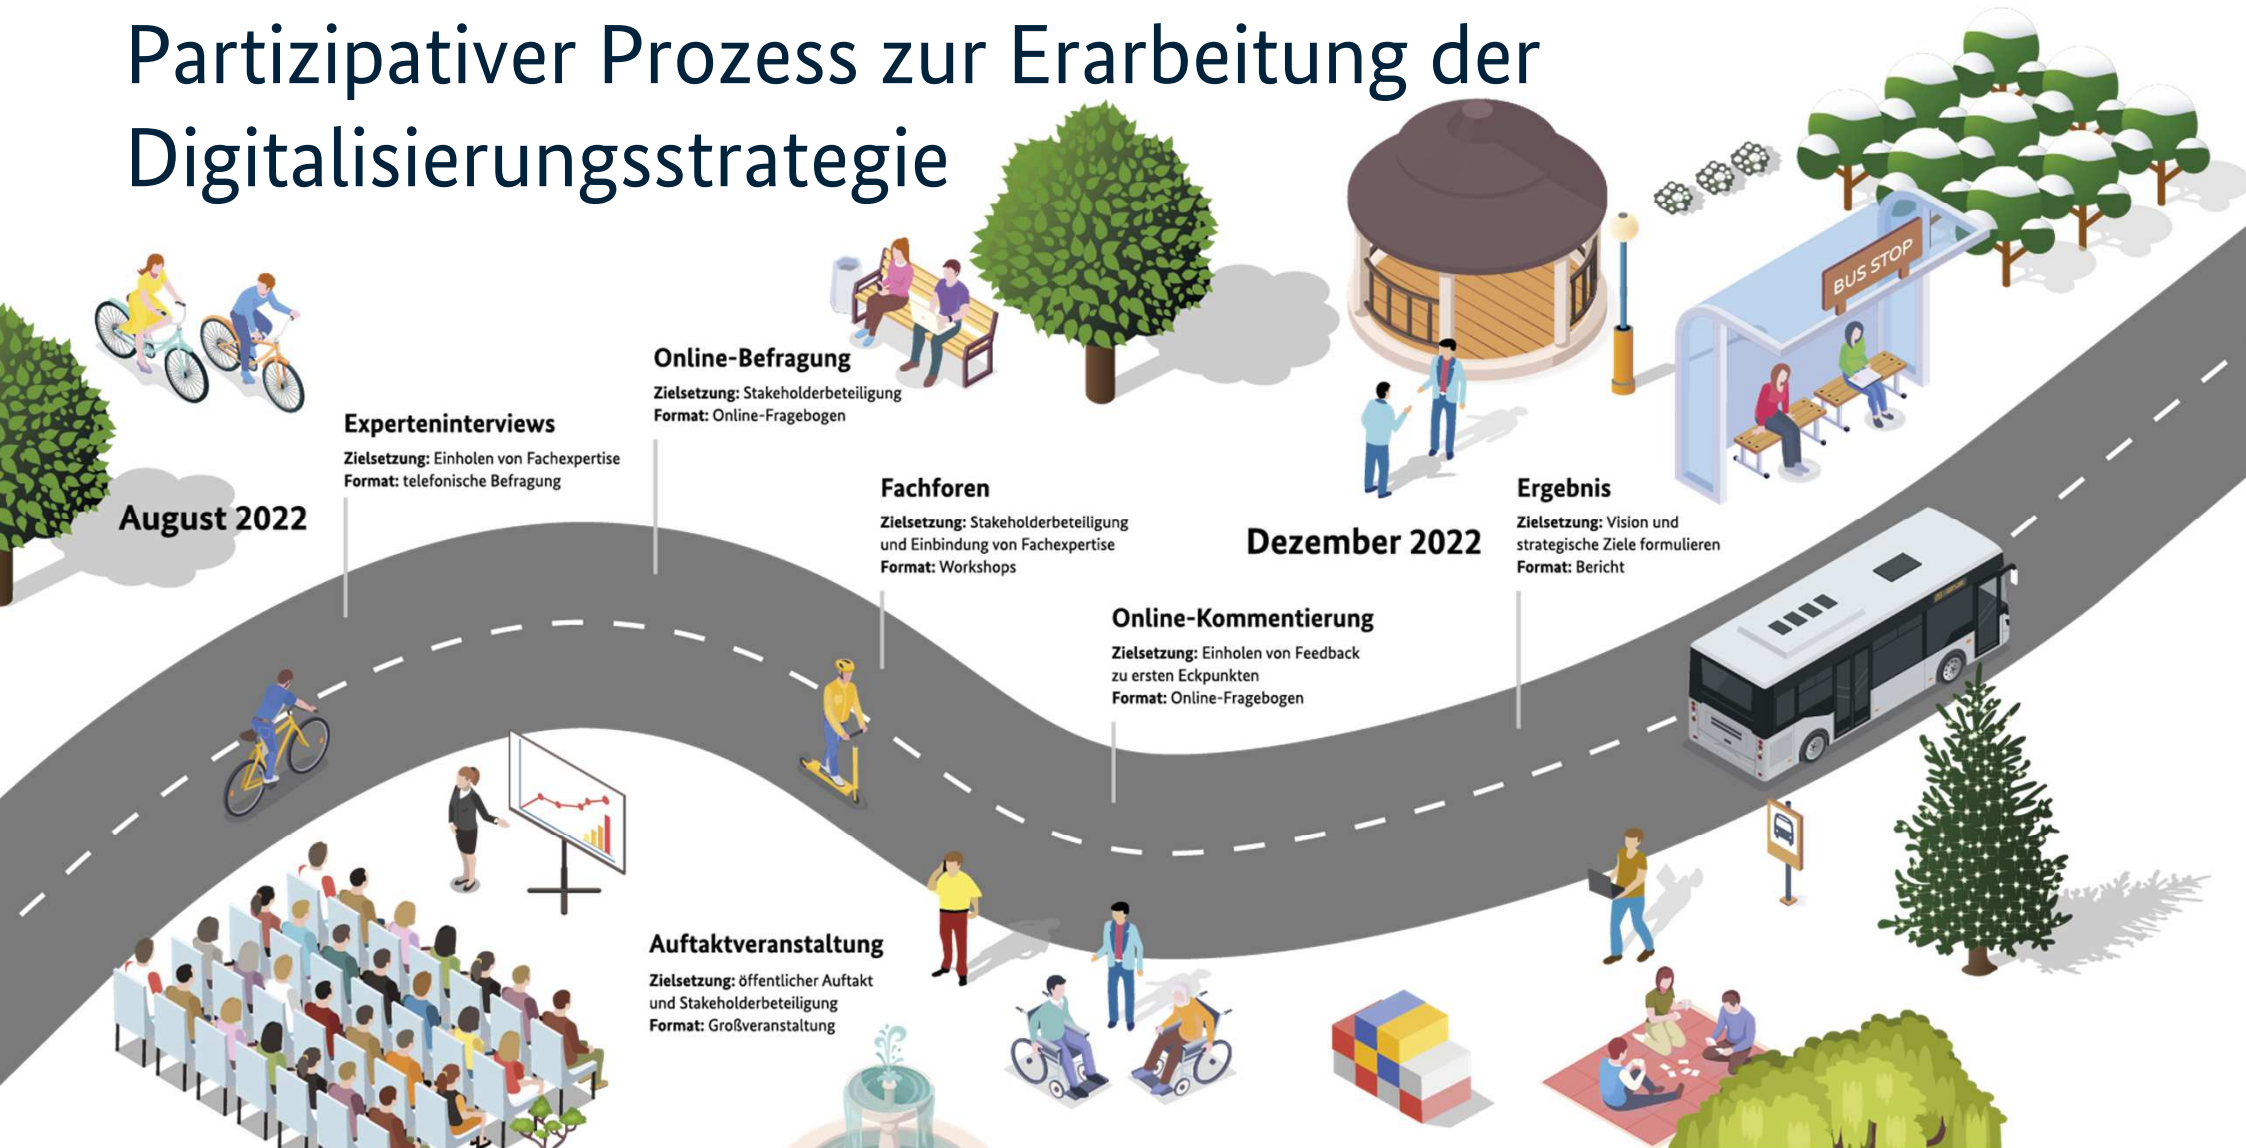 Partizipativer Prozess zur Erarbeitung der
Digitalisierungsstrategie
August 2022
Experteninterviews
Zielsetzung: Einholen von Fachexpertise
Format: telefonische Befragung
Online-Befragung
Zielsetzung: Stakeholderbeteiligung
Format: Online-Fragebogen
Auftaktveranstaltung
Zielsetzung: öffentlicher Auftakt
und Stakeholderbeteiligung
Format: Großveranstaltung
Fachforen
Zielsetzung: Stakeholderbeteiligung
und Einbindung von Fachexpertise
Format: Workshops
Online-Kommentierung
Zielsetzung: Einholen von Feedback
zu ersten Eckpunkten
Format: Online-Fragebogen
Dezember 2022
Ergebnis
Zielsetzung: Vision und
strategische Ziele formulieren
Format: Bericht
BUS STOP